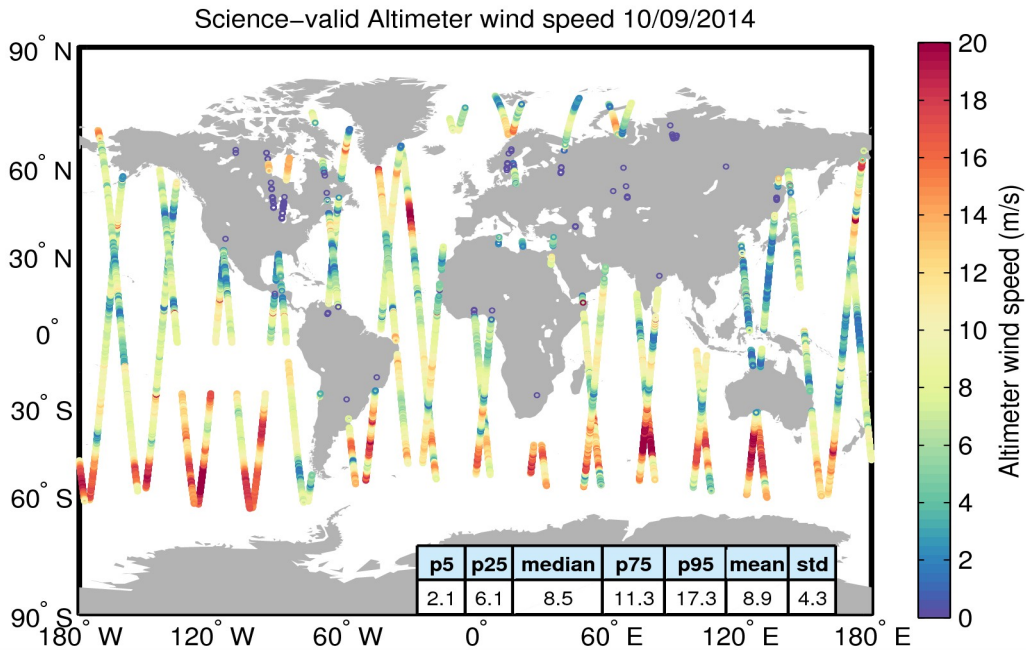 Science−valid Altimeter wind speed 10/09/2014
90° N
60° N
30° N
0°
30° S
60° S
90° S
180° W
120° W
60° W
0°
60° E
120° E
180° E
p5 p25 median p75 p95 mean std
2.1 6.1 8.5 11.3 17.3 8.9 4.3
20
18
16
14
12
10
8
6
4
2
0
Altimeter wind speed (m/s)